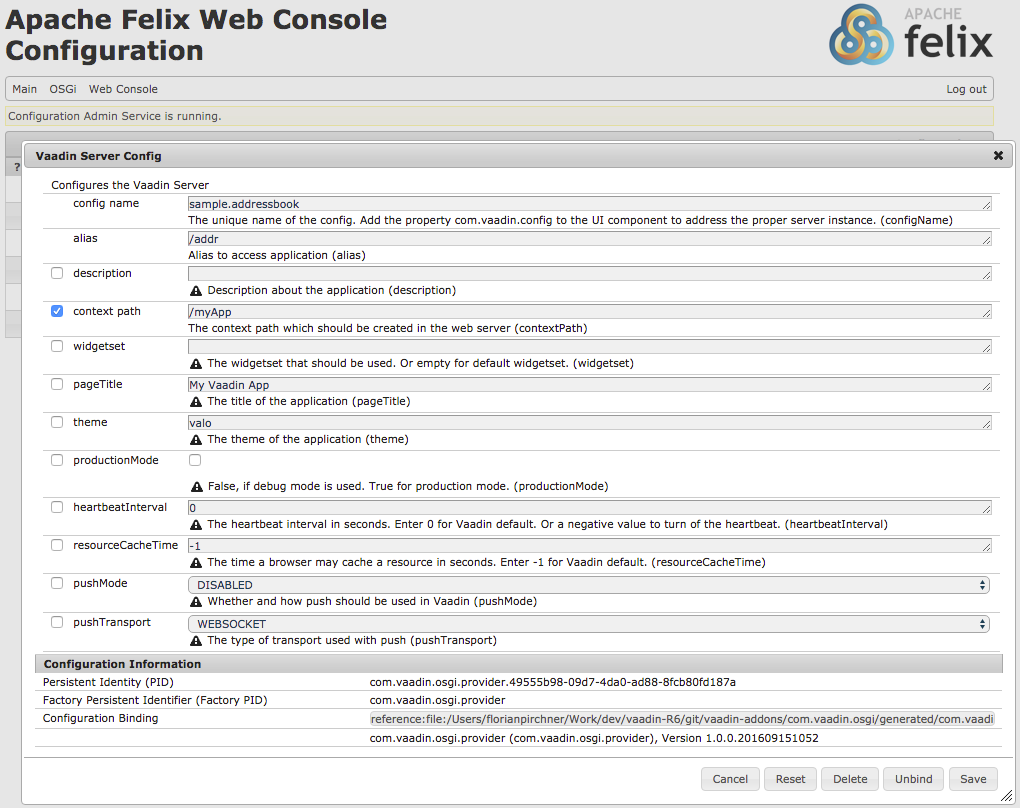 Apache Felix Web Console
Configuration
APACHE
felix
Main OSGi Web Console Log out
Configuration Admin Service is running.
?
Vaadin Server Config
Configures the Vaadin Server
config name sample.addressbook
The unique name of the config. Add the property com.vaadin.config to the UI component to address the proper server instance. (configName)
alias /addr
Alias to access application (alias)
description
Description about the application (description)
context path /myApp
The context path which should be created in the web server (contextPath)
widgetset
The widgetset that should be used. Or empty for default widgetset. (widgetset)
pageTitle My Vaadin App
The title of the application (pageTitle)
theme valo
The theme of the application (theme)
productionMode
False, if debug mode is used. True for production mode. (productionMode)
heartbeatInterval 0
The heartbeat interval in seconds. Enter 0 for Vaadin default. Or a negative value to turn of the heartbeat. (heartbeatInterval)
resourceCacheTime -1
The time a browser may cache a resource in seconds. Enter -1 for Vaadin default. (resourceCacheTime)
pushMode DISABLED
Whether and how push should be used in Vaadin (pushMode)
pushTransport WEBSOCKET
The type of transport used with push (pushTransport)
Configuration Information
Persistent Identity (PID) com.vaadin.osgi.provider.49555b98-09d7-4da0-ad88-8fcb80fd187a
Factory Persistent Identifier (Factory PID) com.vaadin.osgi.provider
Configuration Binding reference:file:/Users/florianpirchner/Work/dev/vaadin-R6/git/vaadin-addons/com.vaadin.osgi/generated/com.vaadi
com.vaadin.osgi.provider (com.vaadin.osgi.provider), Version 1.0.0.201609151052
Cancel Reset Delete Unbind Save